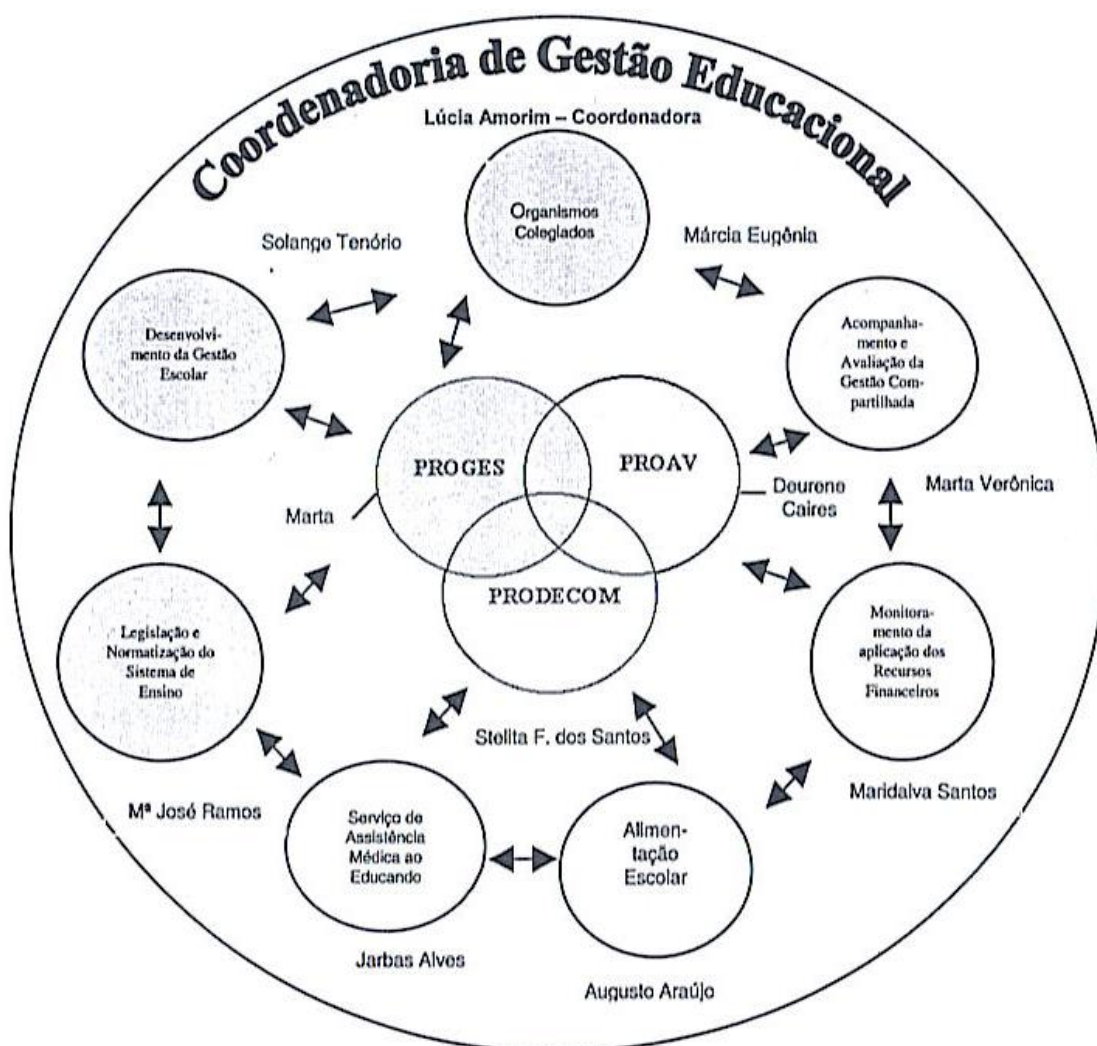 Coordenadoria de Gestão Educacional
Lúcia Amorim – Coordenadora
Organismos
Colegiados
Solange Tenório
Márcia Eugênia
Desenvolvi-
mento da Gestão
Escolar
Acompanha-
mento e
Avaliação da
Gestão Com-
partilhada
PROGES
PROAV
Marta
Dourene
Caires
Marta Verônica
PRODECOM
Legislação e
Normatização do
Sistema de
Ensino
Monitora-
mento da
aplicação dos
Recursos
Financeiros
Stelita F. dos Santos
Mª José Ramos
Maridalva Santos
Serviço de
Assistência
Médica ao
Educando
Alimen-
tação
Escolar
Jarbas Alves
Augusto Araújo